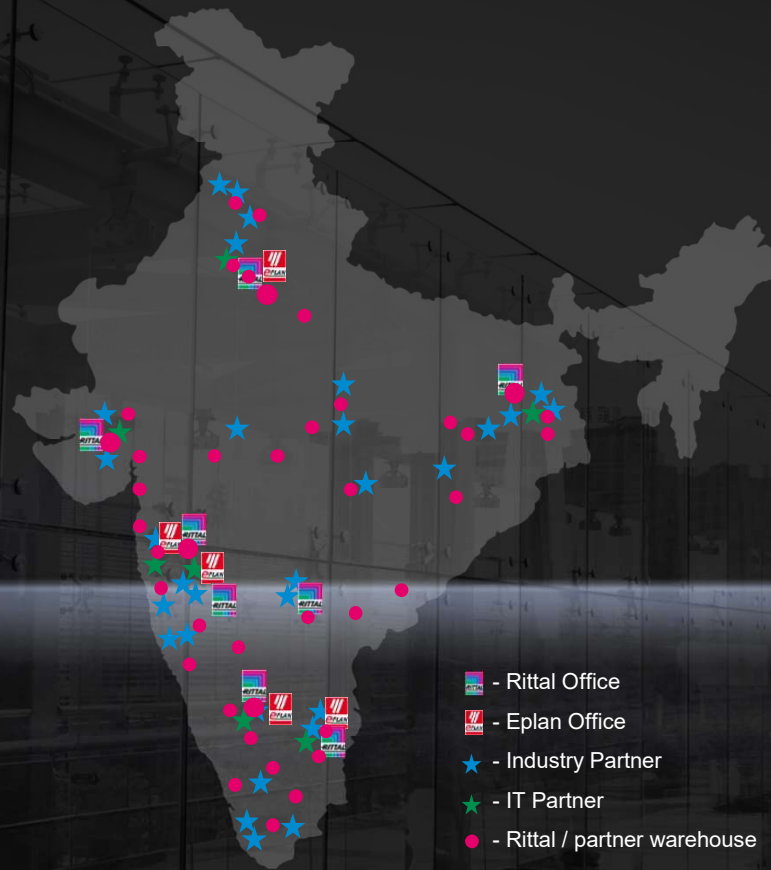 - Rittal Office
- Eplan Office
- Industry Partner
- IT Partner
- Rittal / partner warehouse